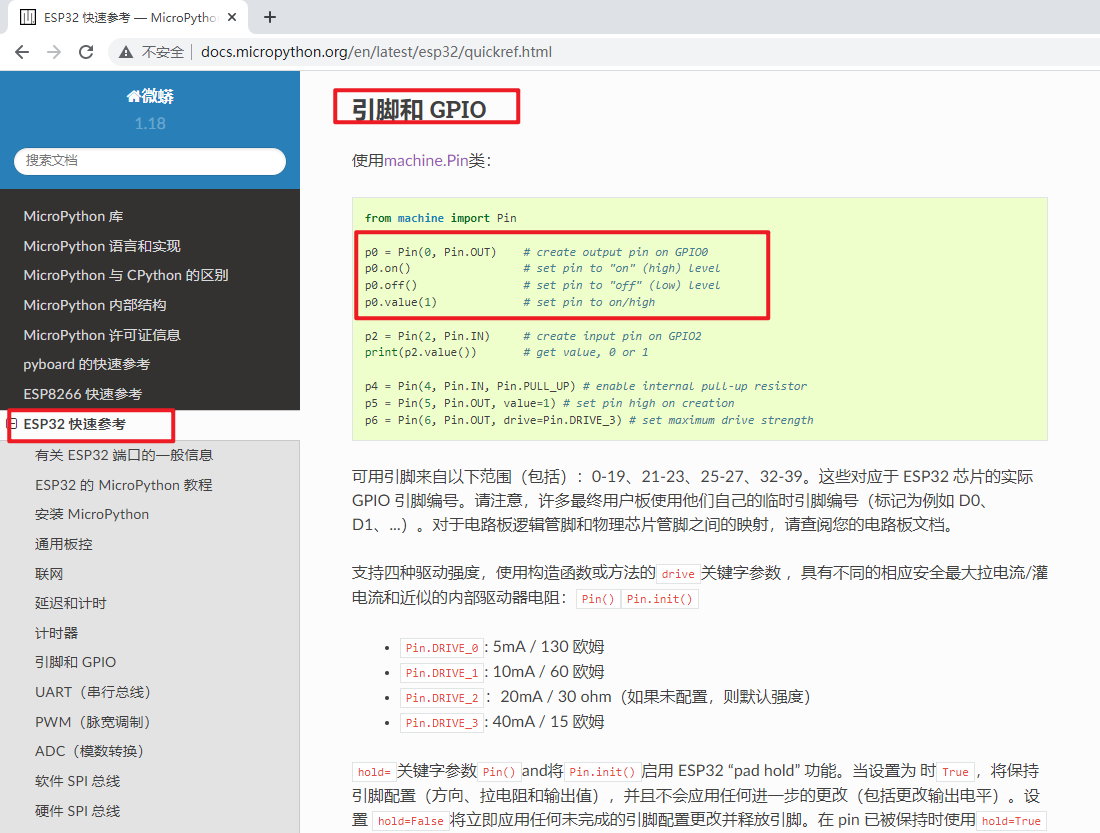 ESP32 快速参考 — MicroPytho
不安全 docs.micropython.org/en/latest/esp32/quickref.html
微蟒
1.18
搜索文档
MicroPython 库
MicroPython 语言和实现
MicroPython 与 CPython 的区别
MicroPython 内部结构
MicroPython 许可证信息
pyboard 的快速参考
ESP8266 快速参考
ESP32 快速参考
有关 ESP32 端口的一般信息
ESP32 的 MicroPython 教程
安装 MicroPython
通用板控
联网
延迟和计时
计时器
引脚和 GPIO
UART（串行总线）
PWM（脉宽调制）
ADC（模数转换）
软件 SPI 总线
硬件 SPI 总线
引脚和 GPIO
使用machine.Pin类：
from machine import Pin
p0 = Pin(0, Pin.OUT) # create output pin on GPIO0
p0.on() # set pin to "on" (high) level
p0.off() # set pin to "off" (low) level
p0.value(1) # set pin to on/high
p2 = Pin(2, Pin.IN) # create input pin on GPIO2
print(p2.value()) # get value, 0 or 1
p4 = Pin(4, Pin.IN, Pin.PULL_UP) # enable internal pull-up resistor
p5 = Pin(5, Pin.OUT, value=1) # set pin high on creation
p6 = Pin(6, Pin.OUT, drive=Pin.DRIVE_3) # set maximum drive strength
可用引脚来自以下范围（包括）：0-19、21-23、25-27、32-39。这些对应于 ESP32 芯片的实际
GPIO 引脚编号。请注意，许多最终用户板使用他们自己的临时引脚编号（标记为例如 D0、
D1、...）。对于电路板逻辑管脚和物理芯片管脚之间的映射，请查阅您的电路板文档。
支持四种驱动强度，使用构造函数或方法的drive关键字参数 ，具有不同的相应安全最大拉电流/灌
电流和近似的内部驱动器电阻：Pin() Pin.init()
• Pin.DRIVE_0: 5mA / 130 欧姆
• Pin.DRIVE_1: 10mA / 60 欧姆
• Pin.DRIVE_2：20mA / 30 ohm（如果未配置，则默认强度）
• Pin.DRIVE_3: 40mA / 15 欧姆
hold=关键字参数Pin()and将Pin.init()启用 ESP32 “pad hold” 功能。当设置为 时True，将保持
引脚配置（方向、拉电阻和输出值），并且不会应用任何进一步的更改（包括更改输出电平）。设
置 hold=False将立即应用任何未完成的引脚配置更改并释放引脚。在 pin 已被保持时使用hold=True